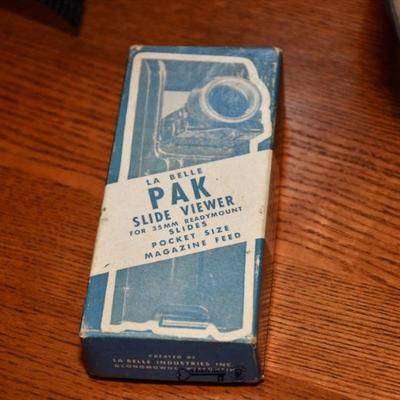 LA BELLE
PAK
SLIDE VIEWER
FOR 35MM READYMOUNT
SLIDES
POCKET SIZE
MAGAZINE FEED
CREATED BY
LA BELLE INDUSTRIES INC.
OCONOMOWOC, WISCONSIN